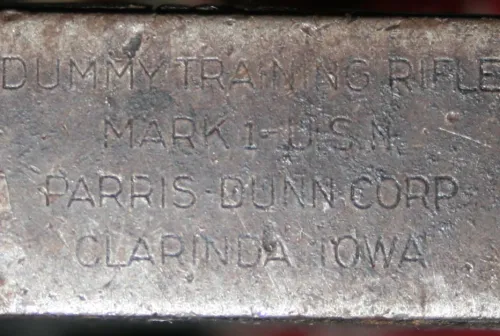 DUMMY TRAINING RIFLE
MARK 1-U.S.N.
PARRIS-DUNN CORP.
CLARINDA IOWA